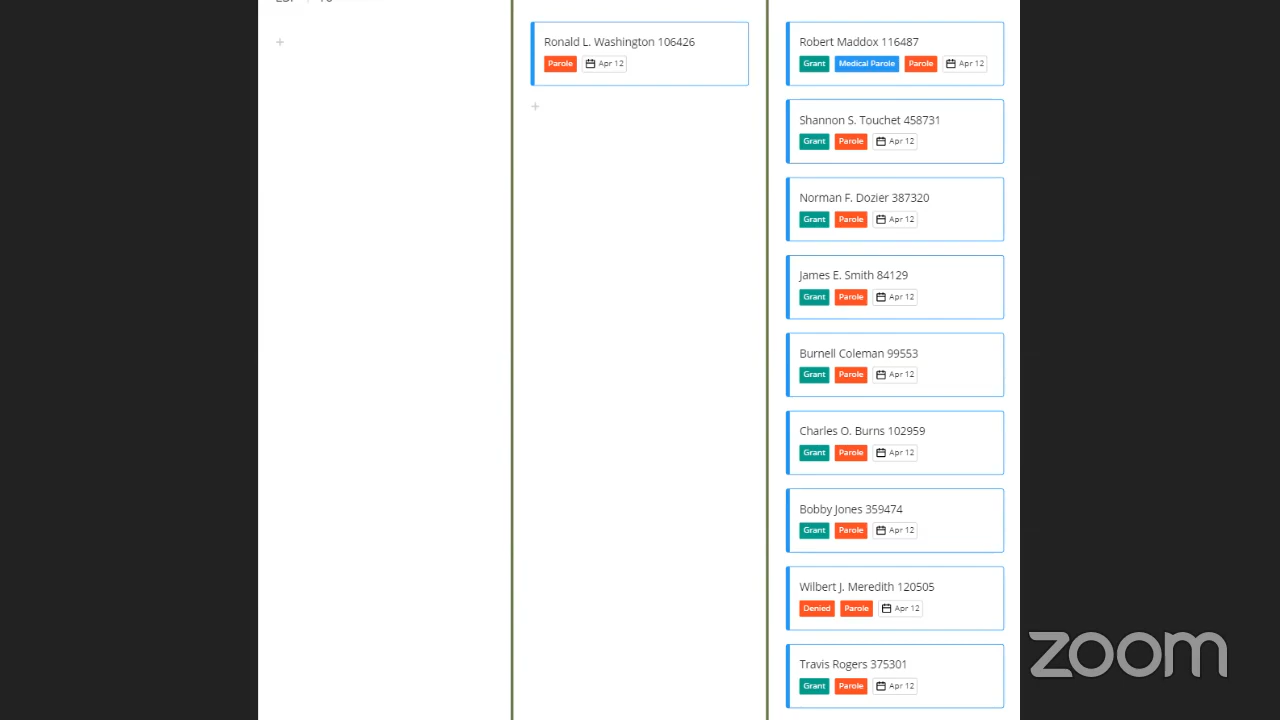 +
Ronald L. Washington 106426
Parole Apr 12
+
Robert Maddox 116487
Grant Medical Parole Parole Apr 12
Shannon S. Touchet 458731
Grant Parole Apr 12
Norman F. Dozier 387320
Grant Parole Apr 12
James E. Smith 84129
Grant Parole Apr 12
Burnell Coleman 99553
Grant Parole Apr 12
Charles O. Burns 102959
Grant Parole Apr 12
Bobby Jones 359474
Grant Parole Apr 12
Wilbert J. Meredith 120505
Denied Parole Apr 12
Travis Rogers 375301
Grant Parole Apr 12
zoom